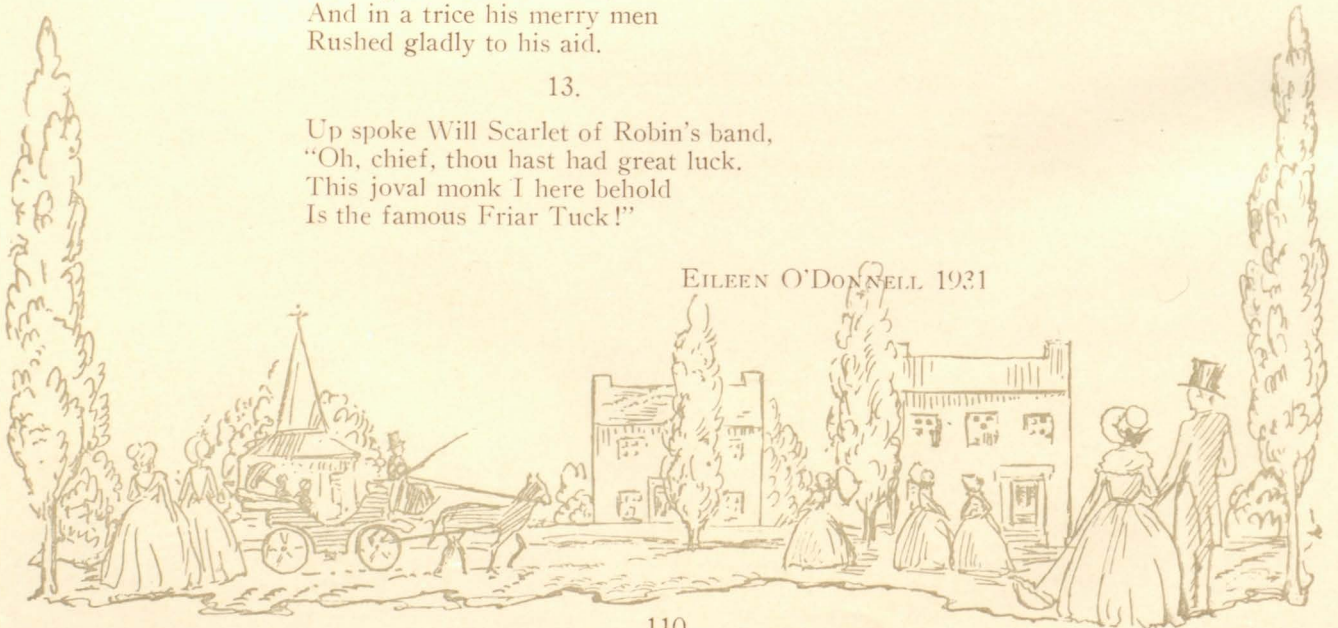 And in a trice his merry men
Rushed gladly to his aid.
13.
Up spoke Will Scarlet of Robin's band,
“Oh, chief, thou hast had great luck.
This joval monk I here behold
Is the famous Friar Tuck!”
EILEEN O'DONNELL 1931
110